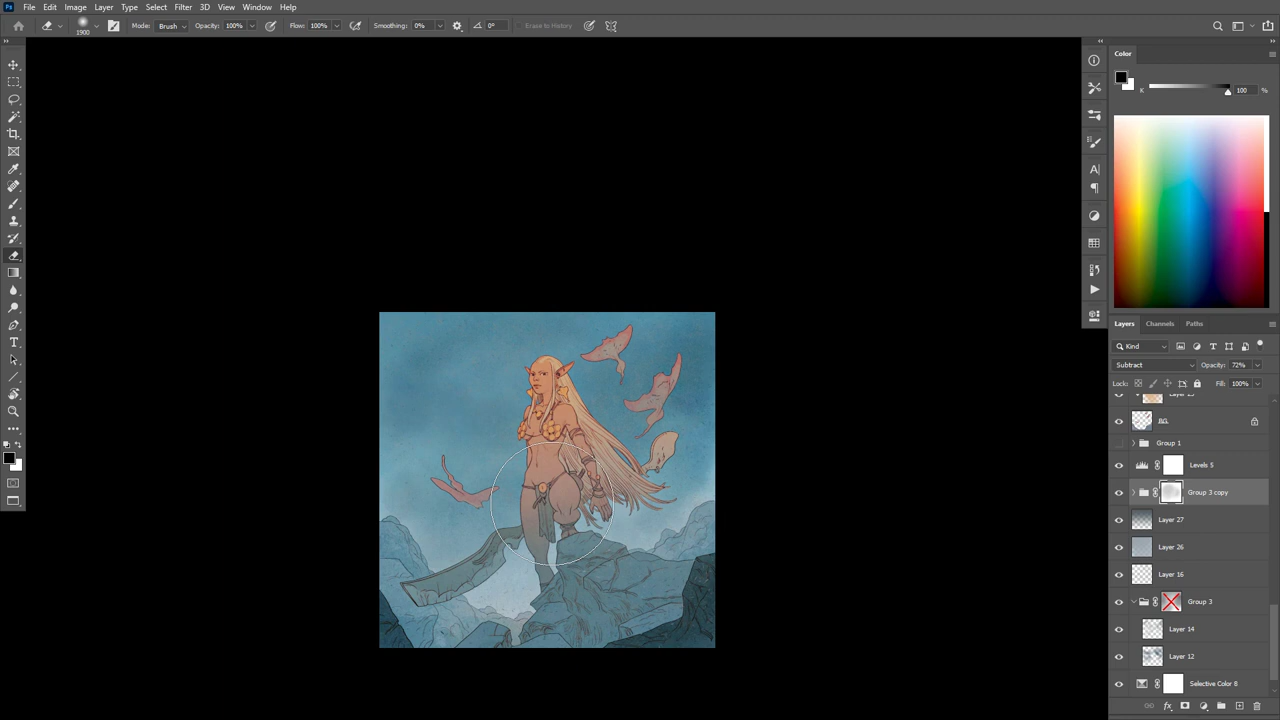 Ps File Edit Image Layer Type Select Filter 3D View Window Help
1900 Mode: Brush Opacity: 100% Flow: 100% Smoothing: 0% 0° Erase to History
Color
K 100 %
Layers Channels Paths
Kind
Subtract Opacity: 72%
Lock: Fill: 100%
BG
Group 1
Levels 5
Group 3 copy
Layer 27
Layer 26
Layer 16
Group 3
Layer 14
Layer 12
Selective Color 8
fx